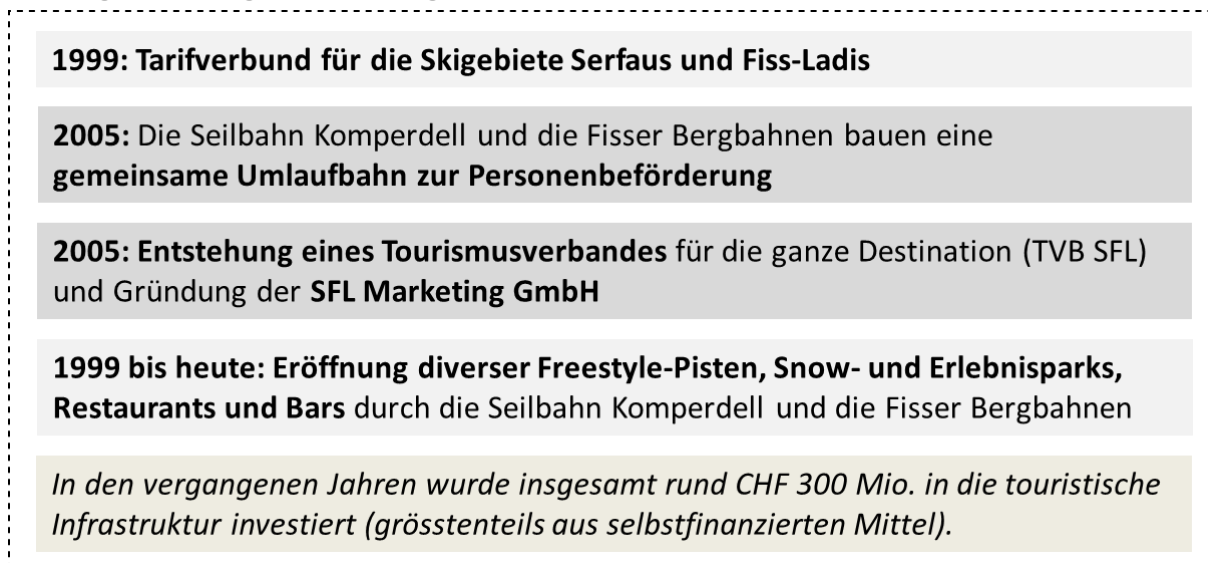 1999: Tarifverbund für die Skigebiete Serfaus und Fiss-Ladis
2005: Die Seilbahn Komperdell und die Fisser Bergbahnen bauen eine
gemeinsame Umlaufbahn zur Personenbeförderung
2005: Entstehung eines Tourismusverbandes für die ganze Destination (TVB SFL)
und Gründung der SFL Marketing GmbH
1999 bis heute: Eröffnung diverser Freestyle-Pisten, Snow- und Erlebnisparks,
Restaurants und Bars durch die Seilbahn Komperdell und die Fisser Bergbahnen
In den vergangenen Jahren wurde insgesamt rund CHF 300 Mio. in die touristische
Infrastruktur investiert (grösstenteils aus selbstfinanzierten Mittel).